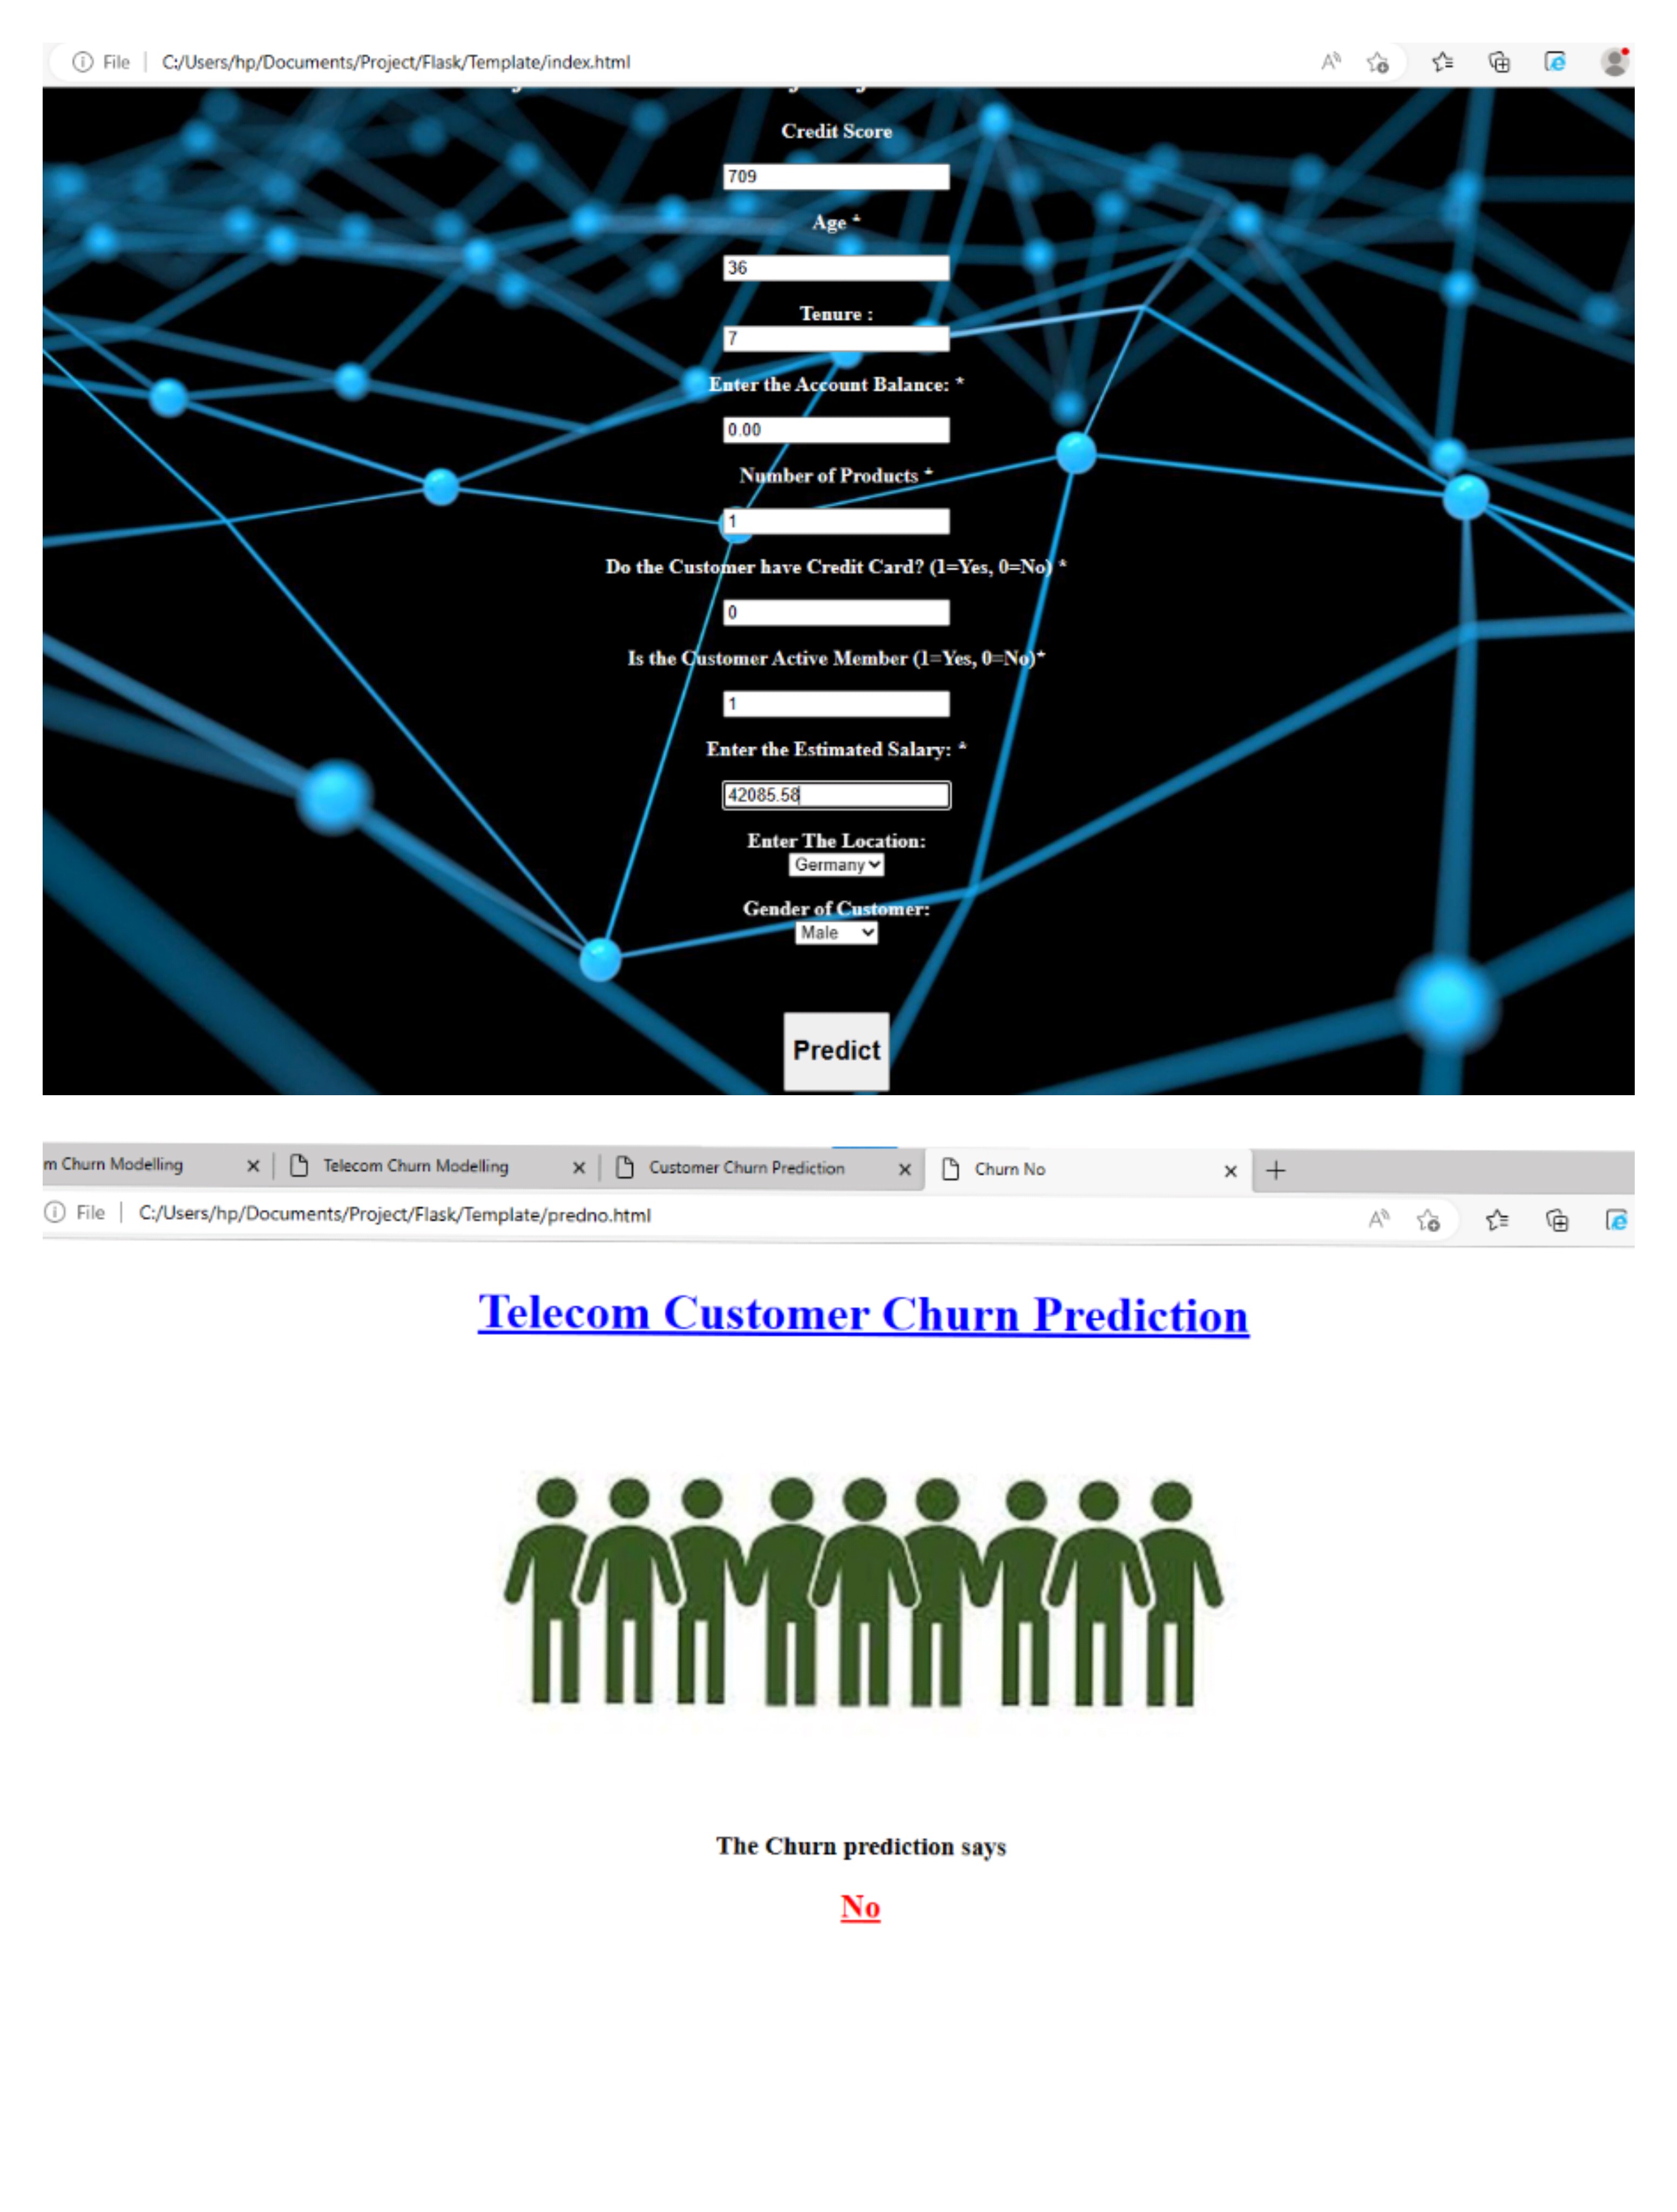 File | C:/Users/hp/Documents/Project/Flask/Template/index.html
Credit Score
709
Age *
36
Tenure :
7
Enter the Account Balance: *
0.00
Number of Products *
1
Do the Customer have Credit Card? (1=Yes, 0=No) *
0
Is the Customer Active Member (1=Yes, 0=No)*
1
Enter the Estimated Salary: *
42085.58
Enter The Location:
Germany
Gender of Customer:
Male
Predict
m Churn Modelling Telecom Churn Modelling Customer Churn Prediction Churn No
File | C:/Users/hp/Documents/Project/Flask/Template/predno.html
Telecom Customer Churn Prediction
The Churn prediction says
No